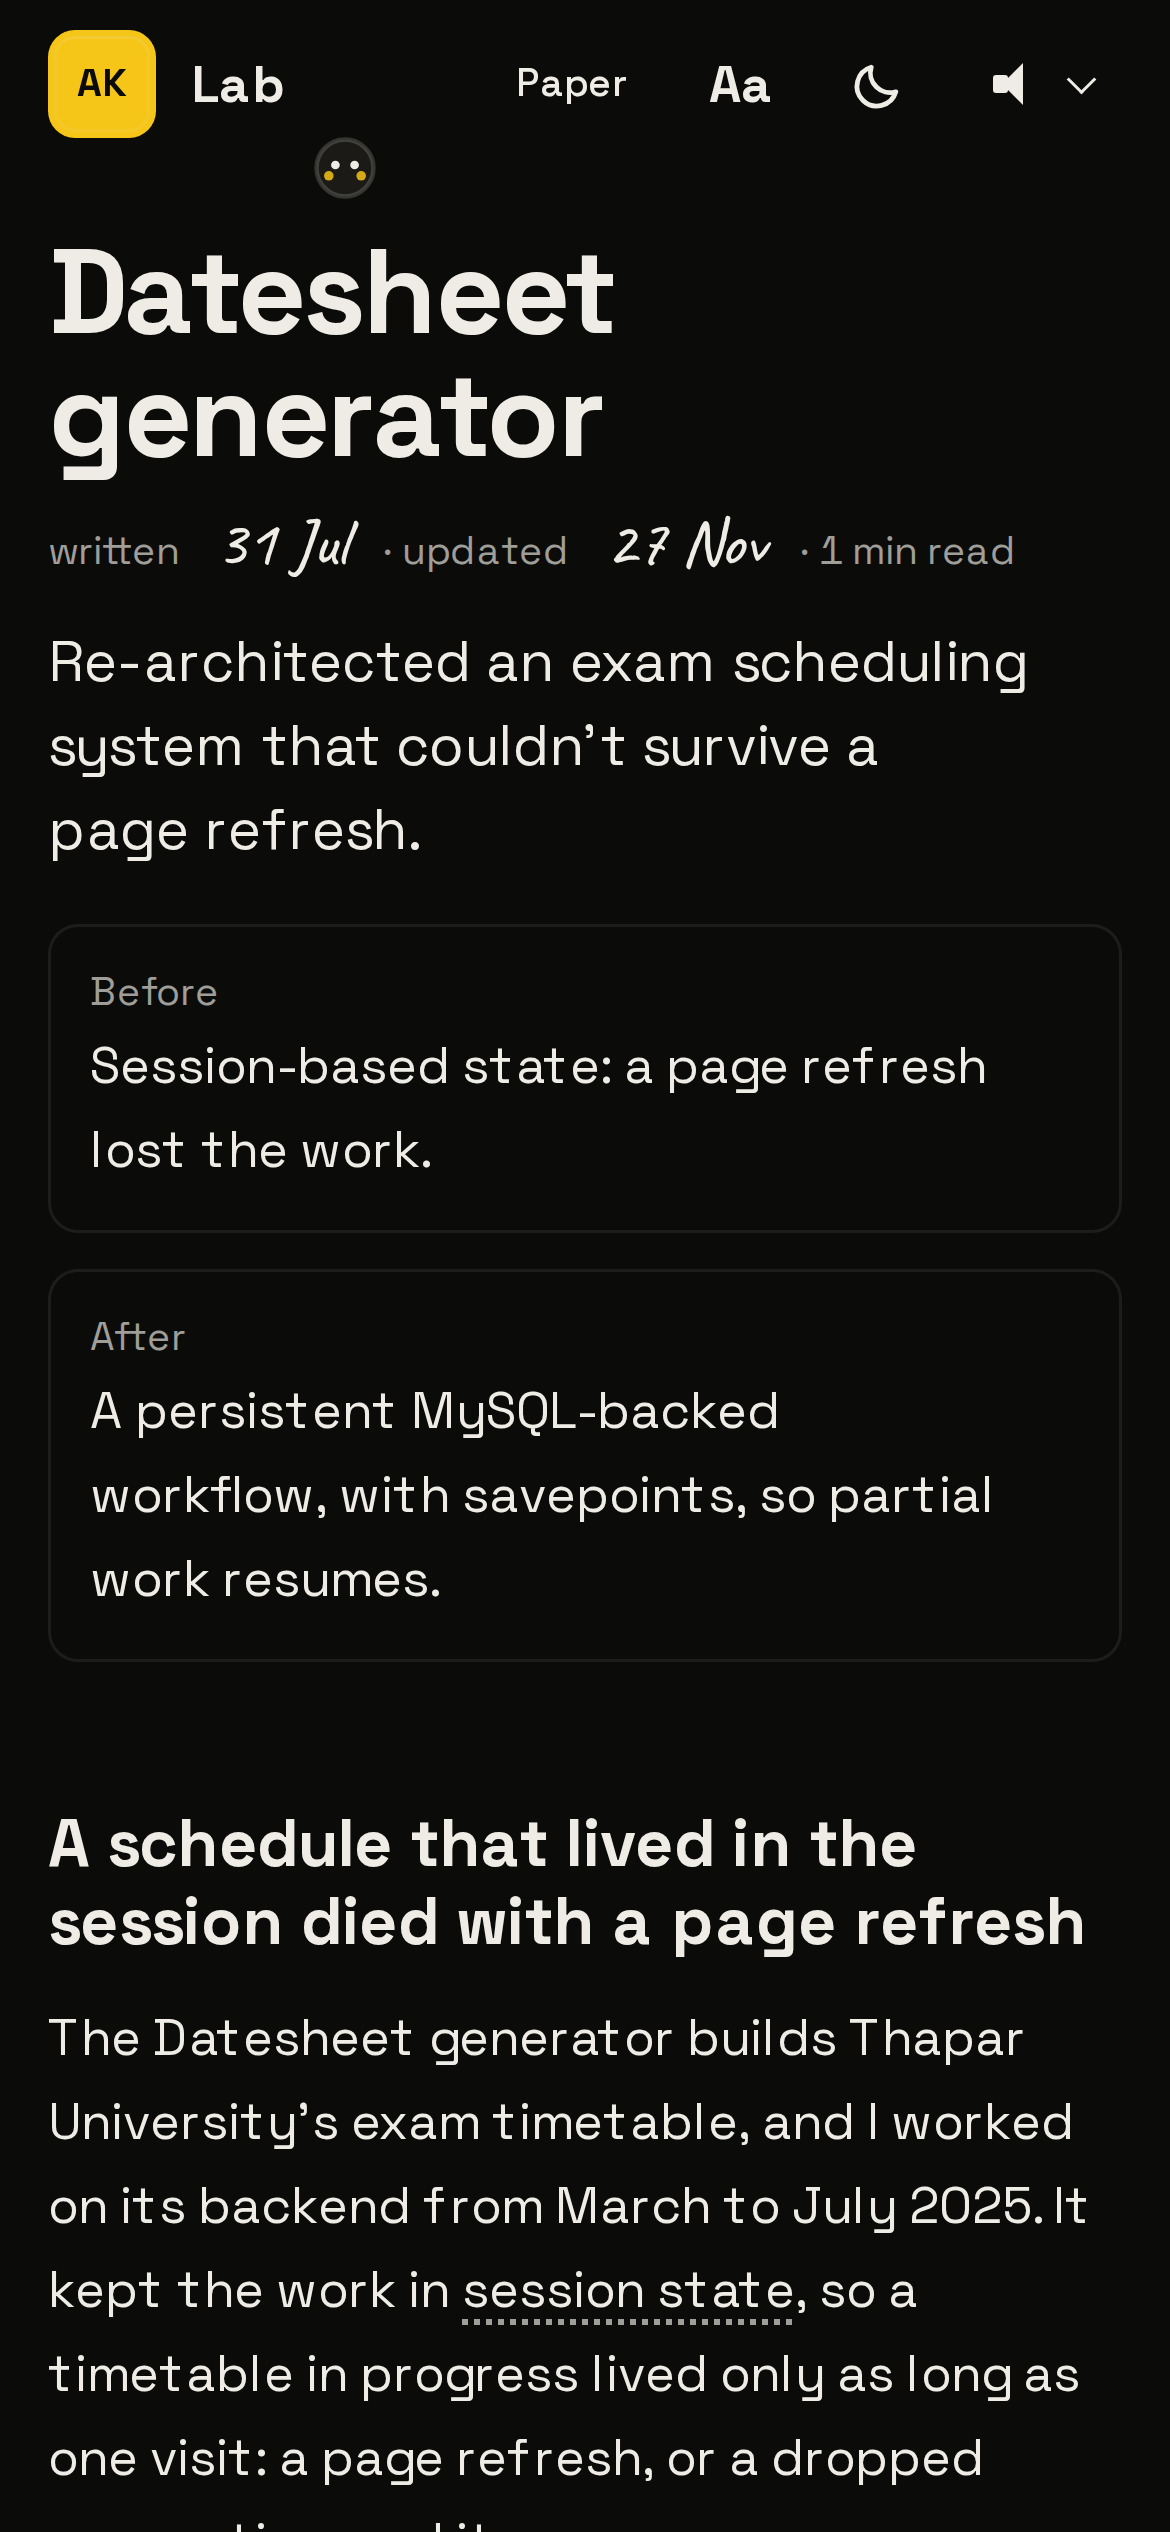 AK Lab Paper Aa
Datesheet
generator
written 31 Jul · updated 27 Nov · 1 min read
Re-architected an exam scheduling
system that couldn’t survive a
page refresh.
Before
Session-based state: a page refresh
lost the work.
After
A persistent MySQL-backed
workflow, with savepoints, so partial
work resumes.
A schedule that lived in the
session died with a page refresh
The Datesheet generator builds Thapar
University’s exam timetable, and I worked
on its backend from March to July 2025. It
kept the work in session state, so a
timetable in progress lived only as long as
one visit: a page refresh, or a dropped